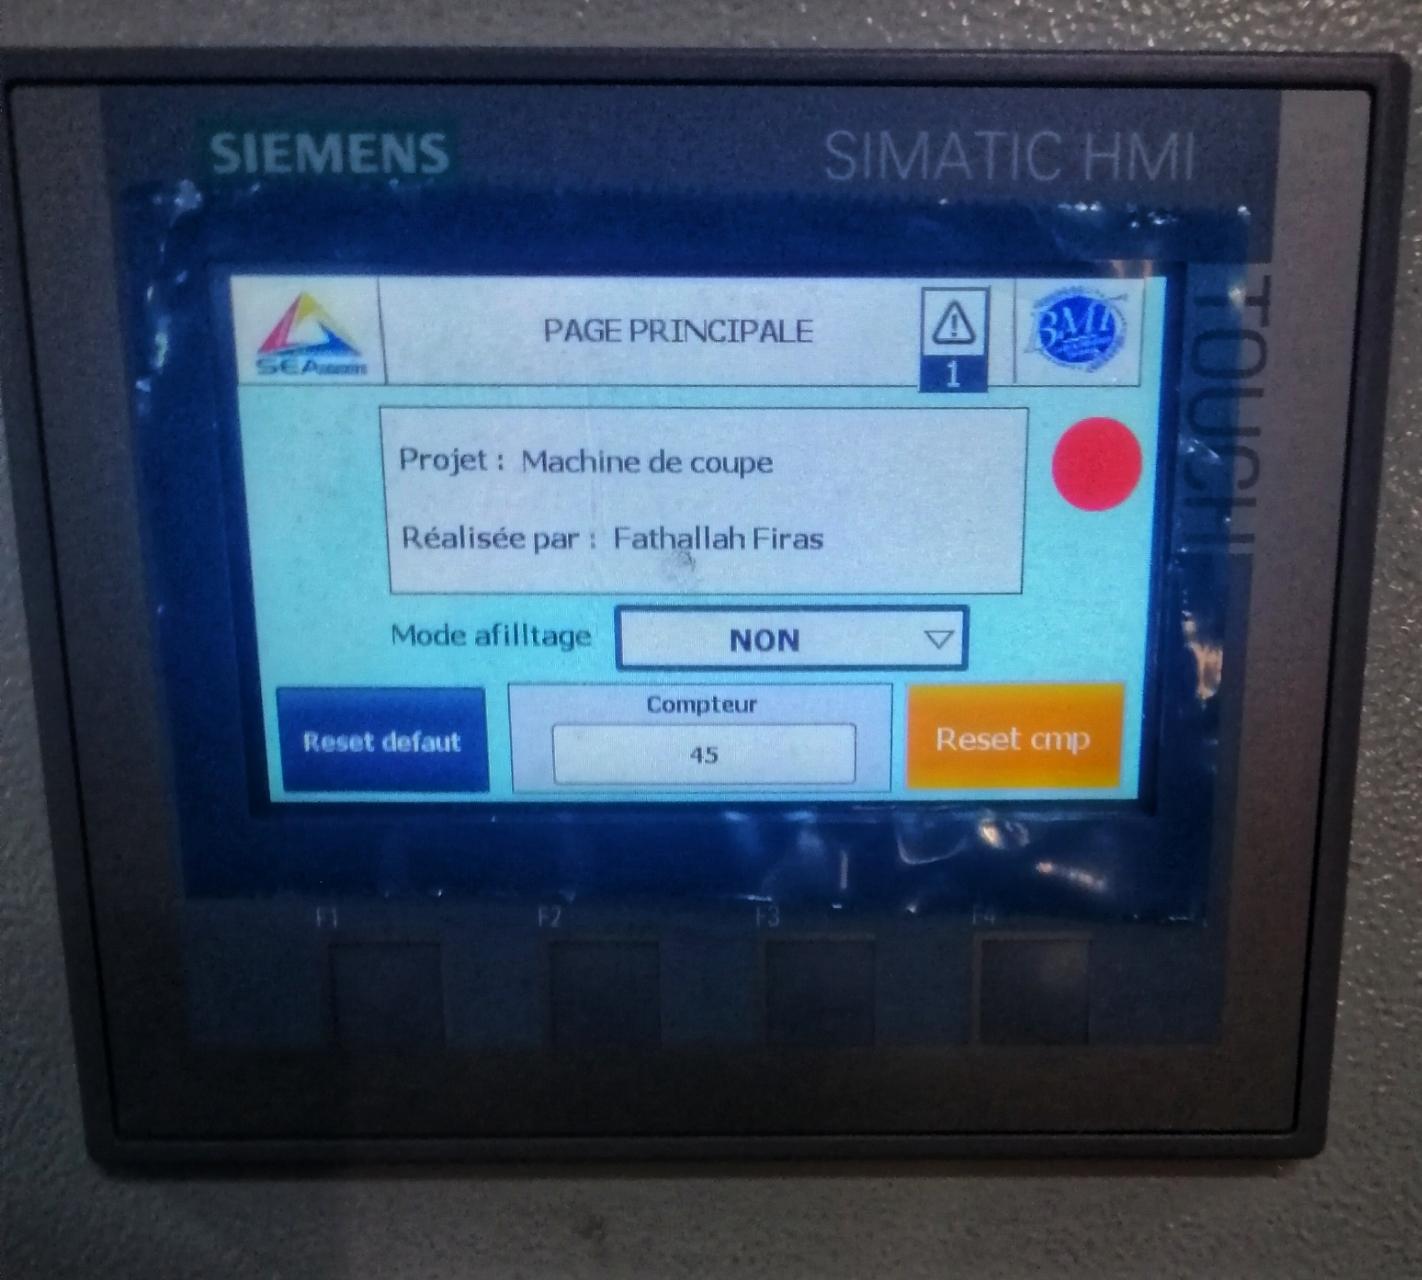 SIEMENS
SIMATIC HMI
TOUCH
SEA
PAGE PRINCIPALE
1
BMT
Projet : Machine de coupe
Réalisée par : Fathallah Firas
Mode afilltage
NON
Reset defaut
Compteur
45
Reset cmp
F1
F2
F3
F4